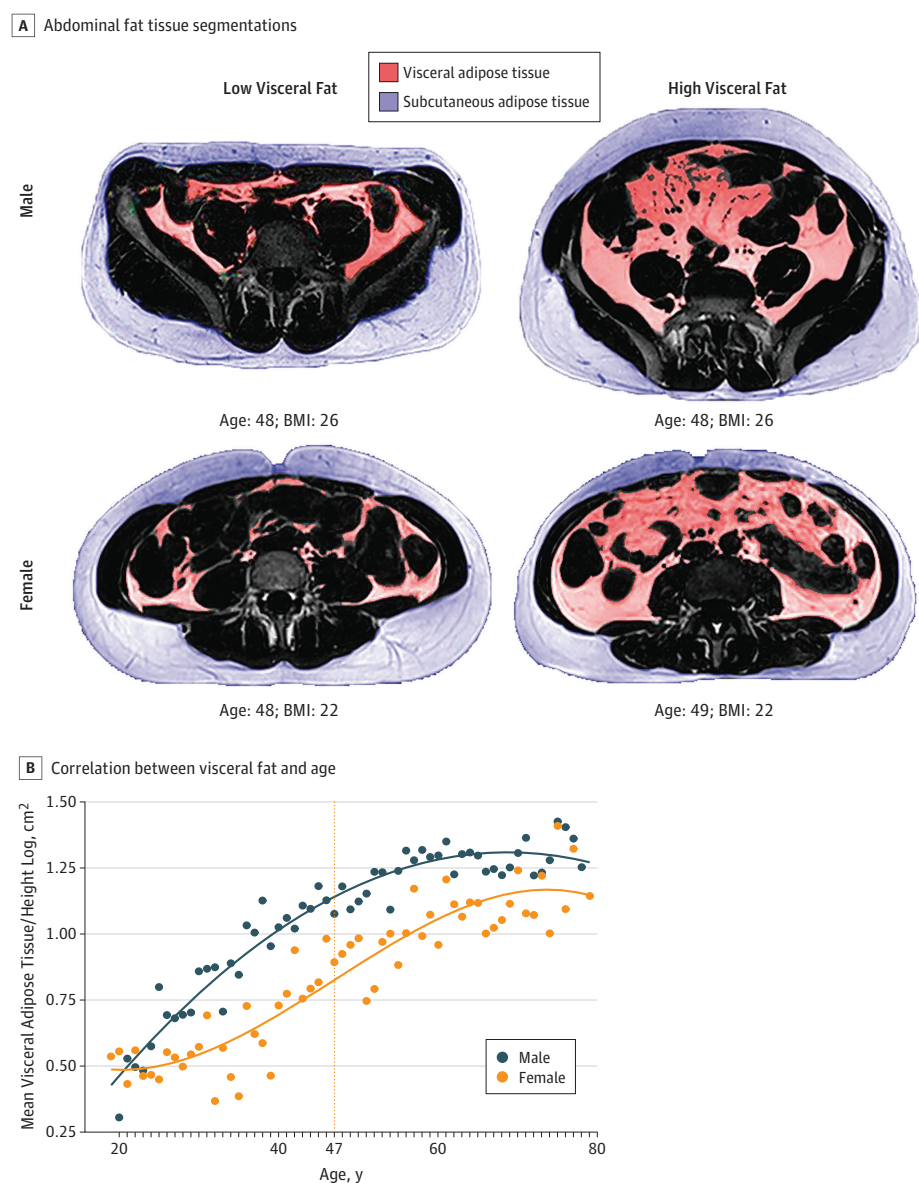 A Abdominal fat tissue segmentations
Visceral adipose tissue
Subcutaneous adipose tissue
Low Visceral Fat
High Visceral Fat
Male
Age: 48; BMI: 26
Age: 48; BMI: 26
Female
Age: 48; BMI: 22
Age: 49; BMI: 22
B Correlation between visceral fat and age
Mean Visceral Adipose Tissue/Height Log, cm²
1.50
1.25
1.00
0.75
0.50
0.25
Male
Female
20
40
47
60
80
Age, y